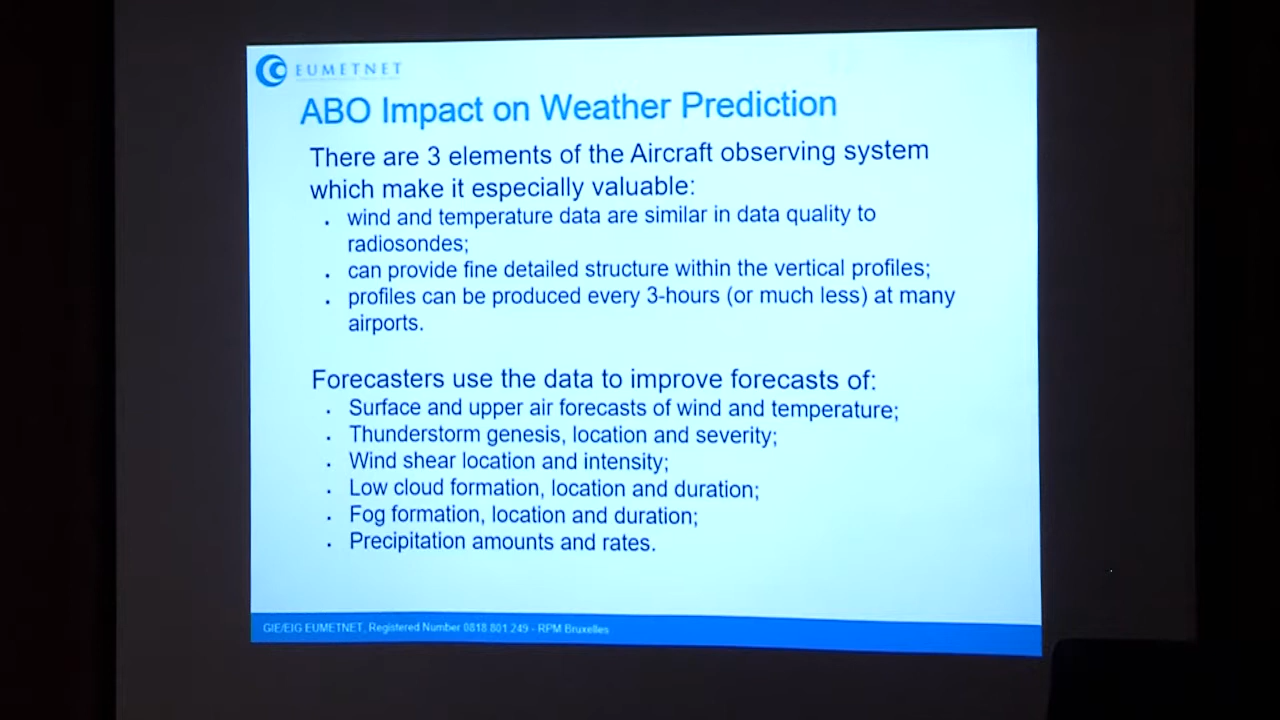 EUMETNET
ABO Impact on Weather Prediction
There are 3 elements of the Aircraft observing system
which make it especially valuable:
• wind and temperature data are similar in data quality to
radiosondes;
• can provide fine detailed structure within the vertical profiles;
• profiles can be produced every 3-hours (or much less) at many
airports.
Forecasters use the data to improve forecasts of:
• Surface and upper air forecasts of wind and temperature;
• Thunderstorm genesis, location and severity;
• Wind shear location and intensity;
• Low cloud formation, location and duration;
• Fog formation, location and duration;
• Precipitation amounts and rates.
GIE/EIG EUMETNET, Registered Number 0818.801.249 - RPM Bruxelles